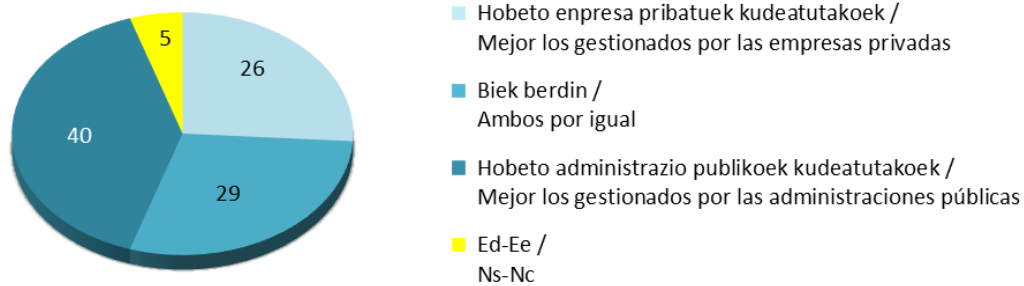 5
26
40
29
Hobeto enpresa pribatuek kudeatutakoek /
Mejor los gestionados por las empresas privadas
Biek berdin /
Ambos por igual
Hobeto administrazio publikoek kudeatutakoek /
Mejor los gestionados por las administraciones públicas
Ed-Ee /
Ns-Nc